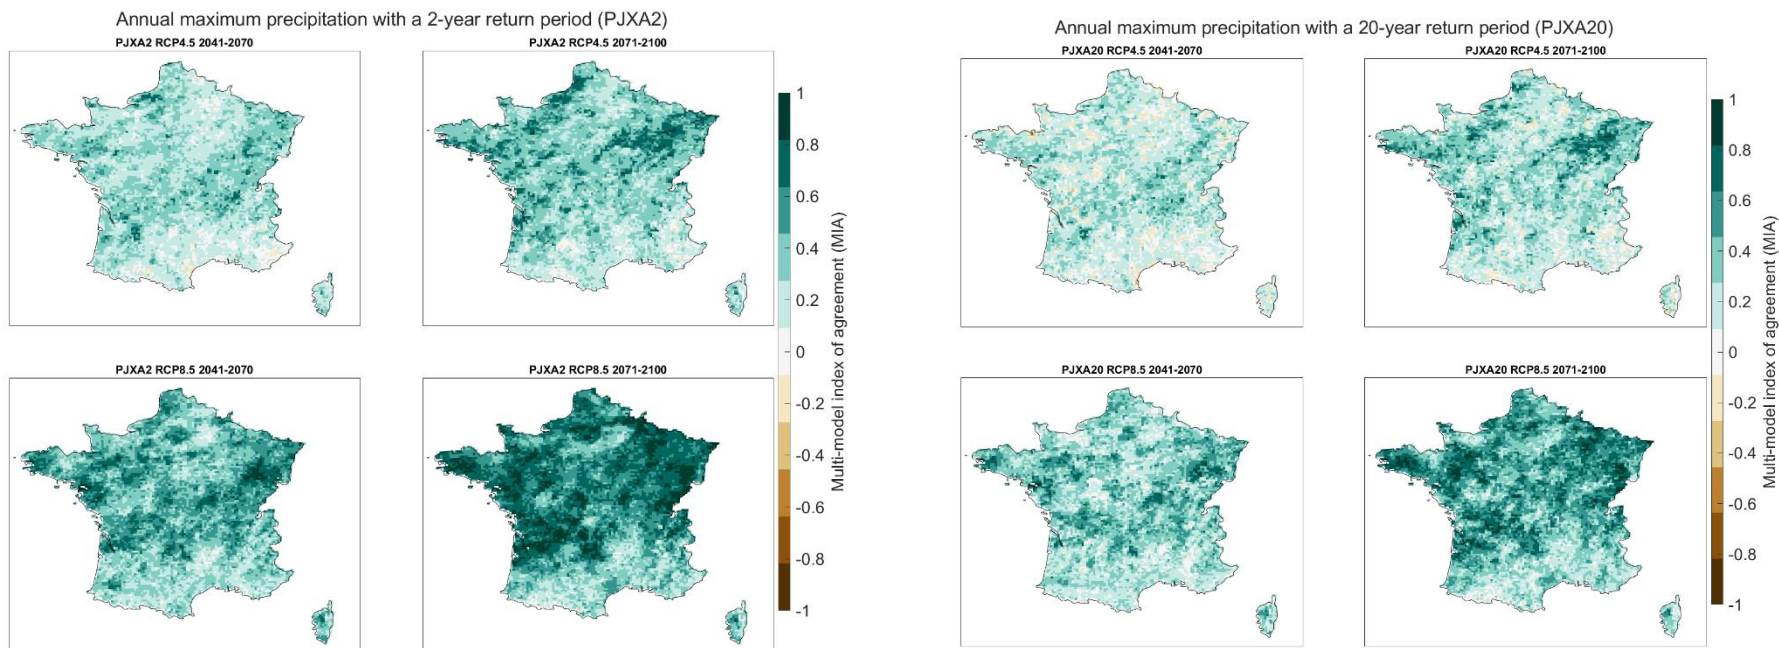 Annual maximum precipitation with a 2-year return period (PJXA2)
PJXA2 RCP4.5 2041-2070
PJXA2 RCP4.5 2071-2100
PJXA2 RCP8.5 2041-2070
PJXA2 RCP8.5 2071-2100
1
0.8
0.6
0.4
0.2
0
-0.2
-0.4
-0.6
-0.8
-1
Multi-model index of agreement (MIA)
Annual maximum precipitation with a 20-year return period (PJXA20)
PJXA20 RCP4.5 2041-2070
PJXA20 RCP4.5 2071-2100
PJXA20 RCP8.5 2041-2070
PJXA20 RCP8.5 2071-2100
1
0.8
0.6
0.4
0.2
0
-0.2
-0.4
-0.6
-0.8
-1
Multi-model index of agreement (MIA)